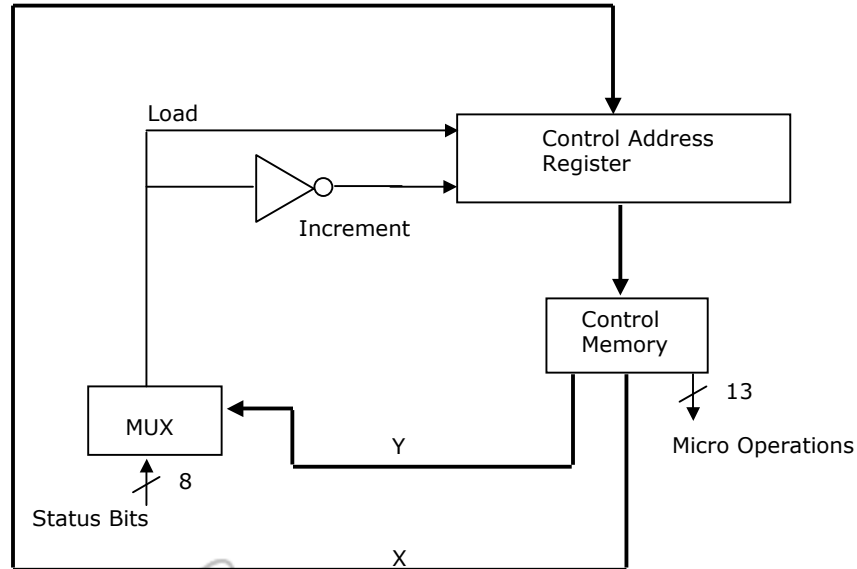 Load
Control Address
Register
Increment
Control
Memory
13
MUX
Y
Micro Operations
8
Status Bits
X